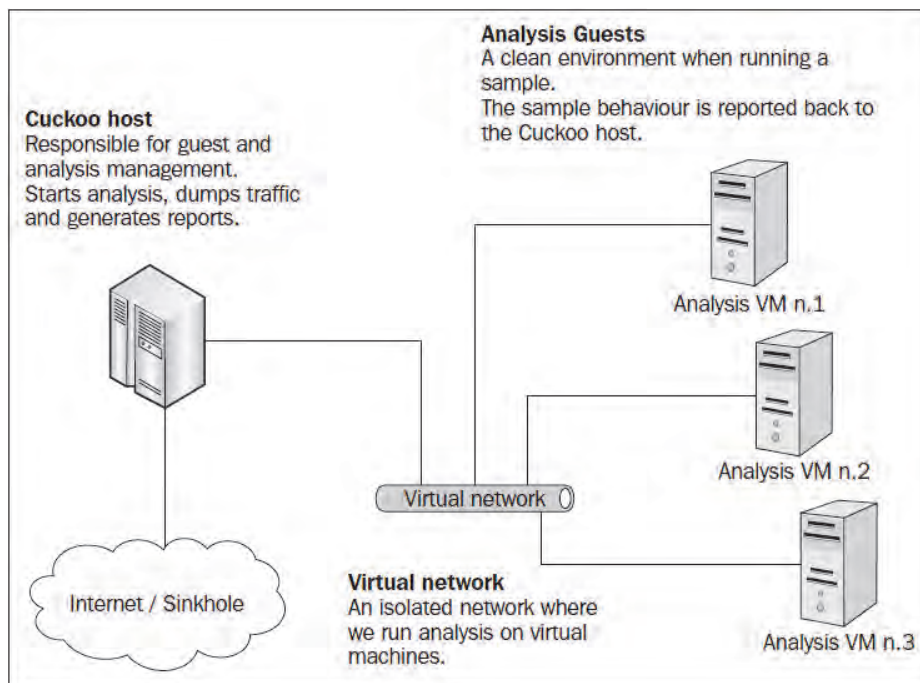 Analysis Guests
A clean environment when running a
sample.
The sample behaviour is reported back to
the Cuckoo host.
Cuckoo host
Responsible for guest and
analysis management.
Starts analysis, dumps traffic
and generates reports.
Analysis VM n.1
Analysis VM n.2
Virtual network
Internet / Sinkhole
Virtual network
An isolated network where
we run analysis on virtual
machines.
Analysis VM n.3